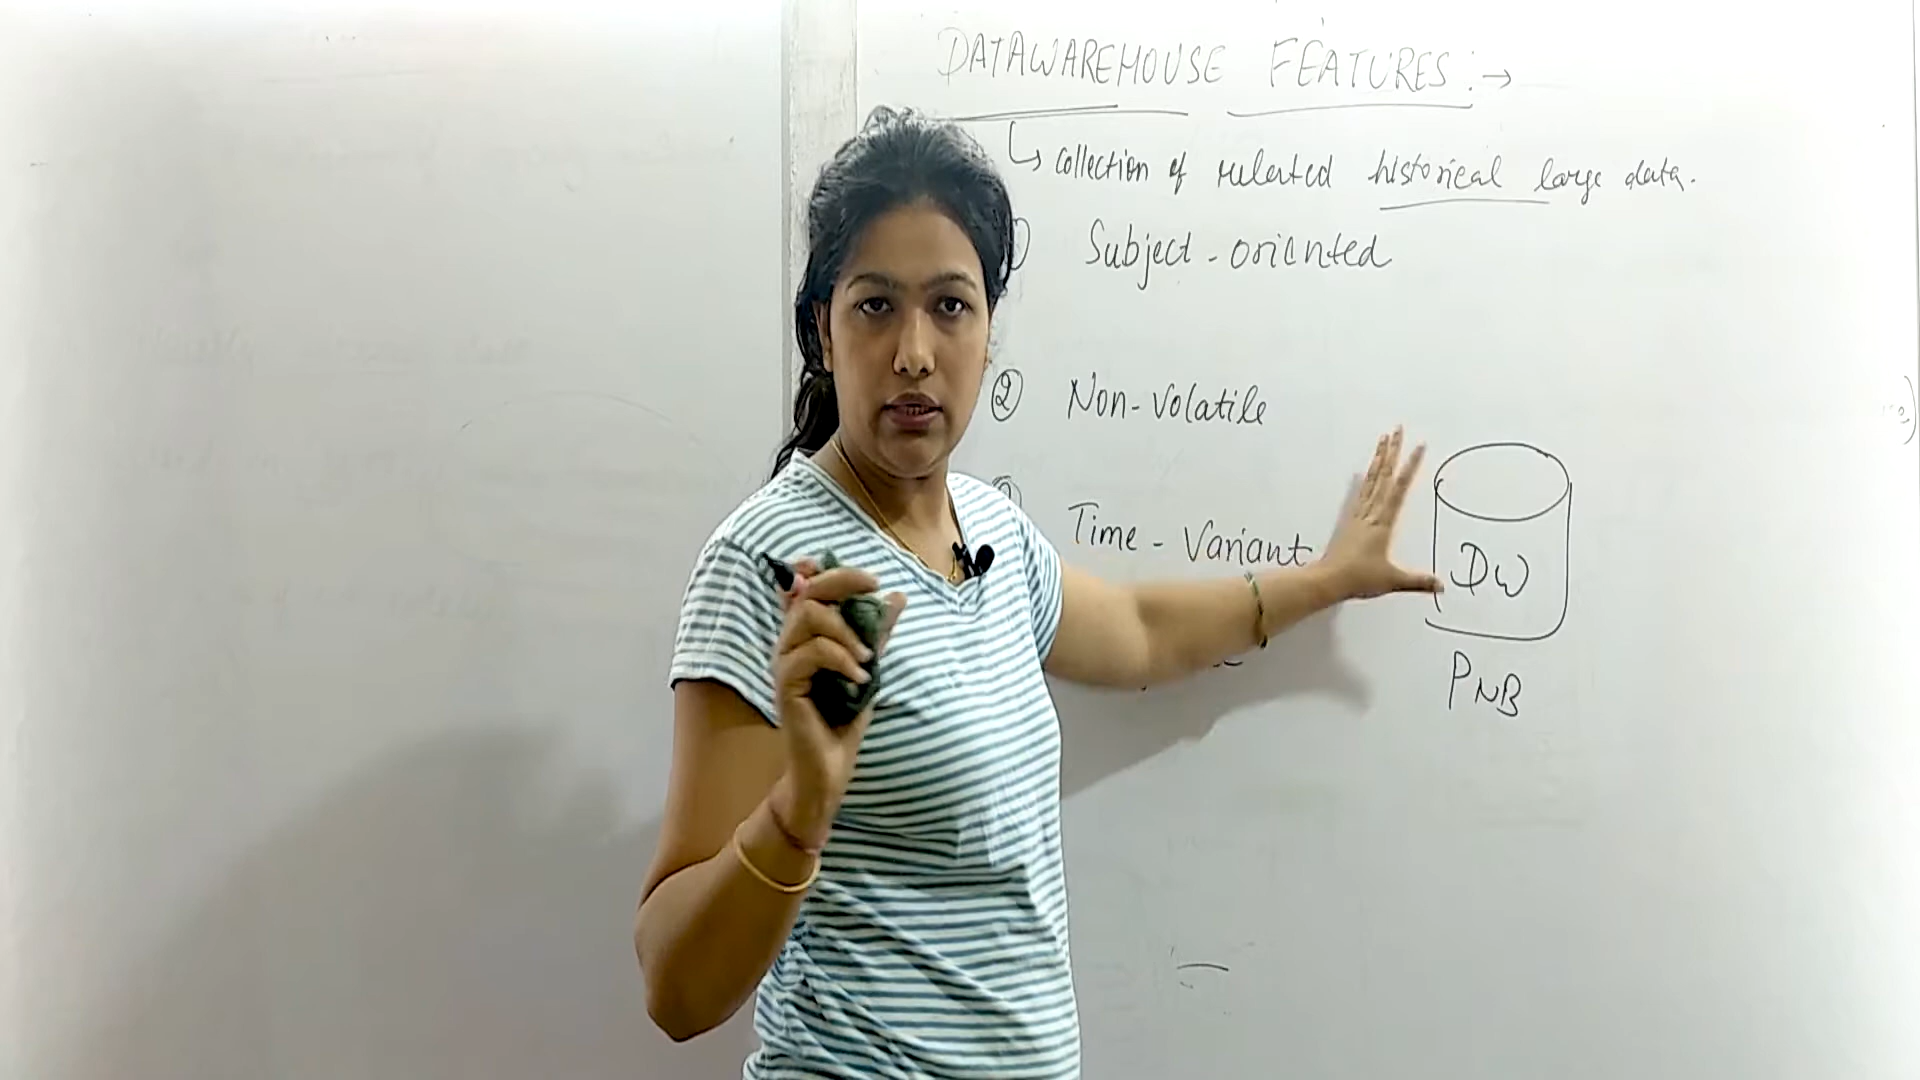 DATAWAREHOUSE FEATURES :→
↳ collection of related historical large data.
Subject - oriented
② Non-volatile
Time - Variant
DW
PNB